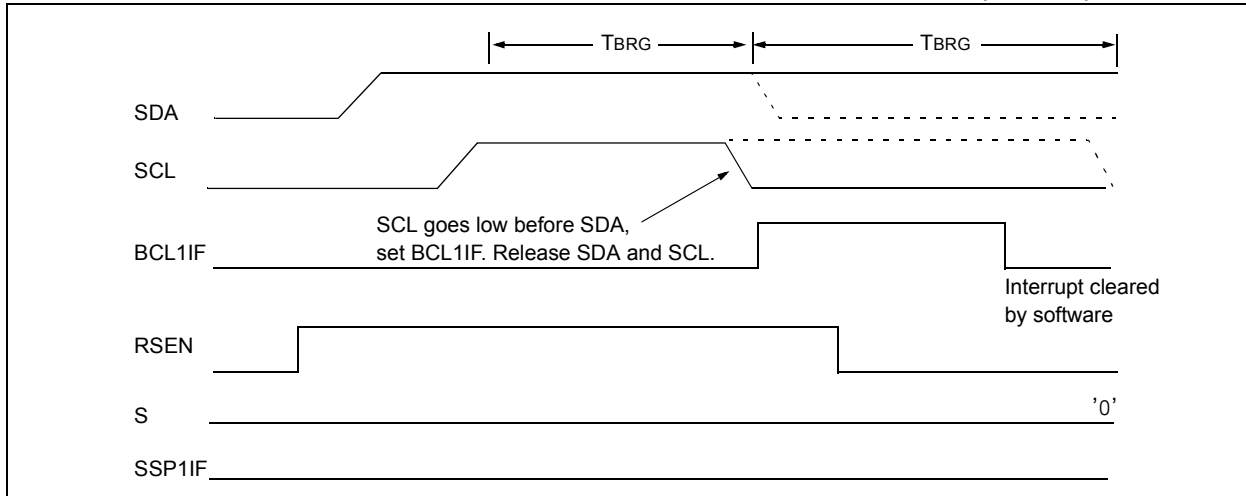 TBRG TBRG
SDA
SCL
SCL goes low before SDA,
set BCL1IF. Release SDA and SCL.
BCL1IF
Interrupt cleared
by software
RSEN
S '0'
SSP1IF